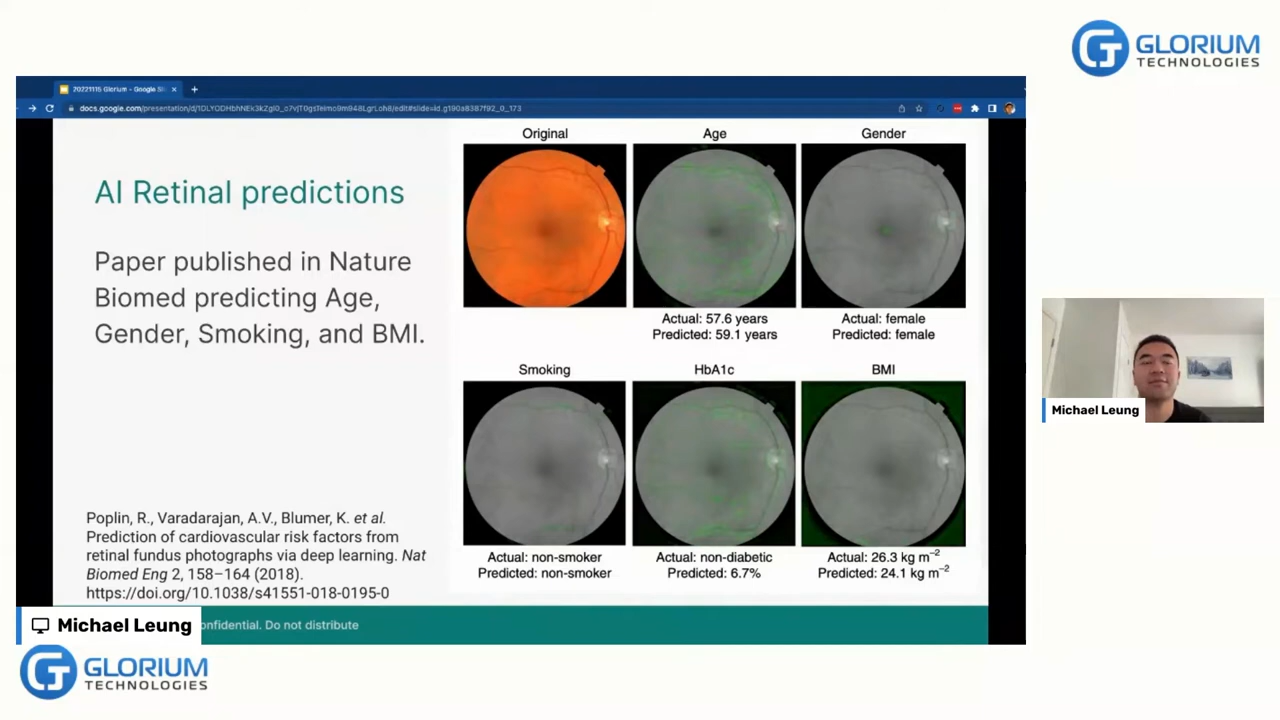 GLORIUM
TECHNOLOGIES
20221115 Glorium - Google Sli
docs.google.com/presentation/d/
AI Retinal predictions
Paper published in Nature
Biomed predicting Age,
Gender, Smoking, and BMI.
Original
Age
Gender
Actual: 57.6 years
Predicted: 59.1 years
Actual: female
Predicted: female
Smoking
HbA1c
BMI
Actual: non-smoker
Predicted: non-smoker
Actual: non-diabetic
Predicted: 6.7%
Actual: 26.3 kg m⁻²
Predicted: 24.1 kg m⁻²
Poplin, R., Varadarajan, A.V., Blumer, K. et al.
Prediction of cardiovascular risk factors from
retinal fundus photographs via deep learning. Nat
Biomed Eng 2, 158–164 (2018).
https://doi.org/10.1038/s41551-018-0195-0
onfidential. Do not distribute
Michael Leung
Michael Leung
GLORIUM
TECHNOLOGIES